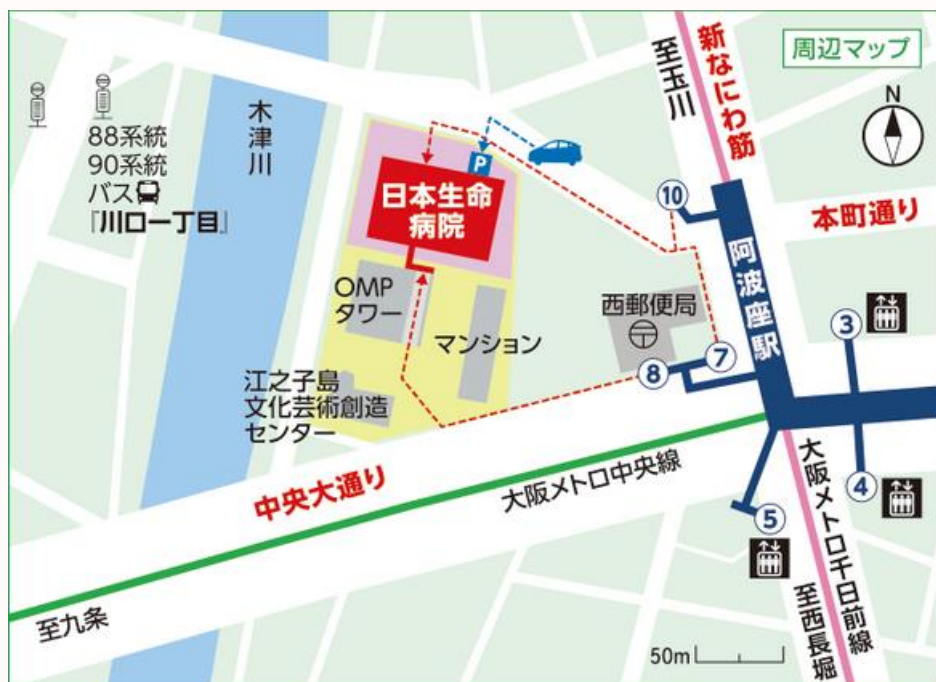 周辺マップ
N
新なにわ筋
至玉川
88系統
90系統
バス
『川口一丁目』
木津川
P
日本生命
病院
10
本町通り
阿波座駅
OMP
タワー
マンション
西郵便局
3
8
7
江之子島
文化芸術創造
センター
中央大通り
大阪メトロ中央線
4
5
大阪メトロ千日前線
至九条
至西長堀
50m